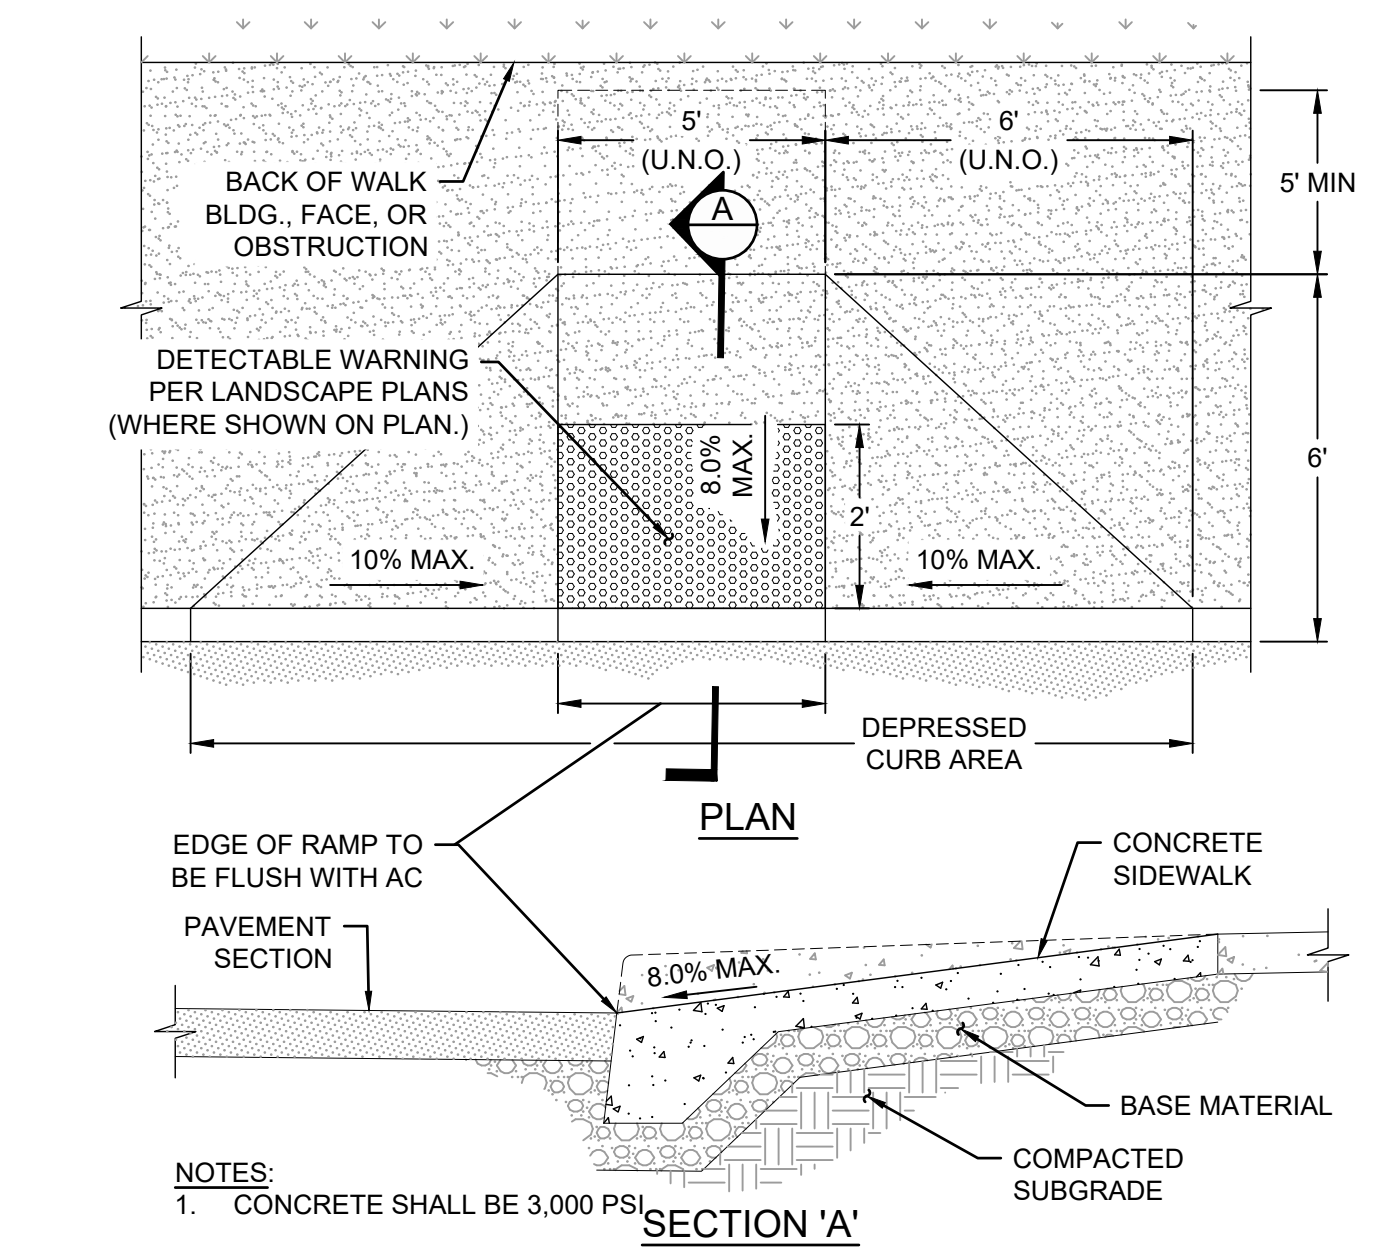 5'
(U.N.O.)
6'
(U.N.O.)
5' MIN
BACK OF WALK
BLDG., FACE, OR
OBSTRUCTION
A
DETECTABLE WARNING
PER LANDSCAPE PLANS
(WHERE SHOWN ON PLAN.)
8.0%
MAX.
6'
2'
10% MAX.
10% MAX.
DEPRESSED
CURB AREA
PLAN
EDGE OF RAMP TO
BE FLUSH WITH AC
CONCRETE
SIDEWALK
PAVEMENT
SECTION
8.0% MAX.
BASE MATERIAL
COMPACTED
SUBGRADE
NOTES:
1. CONCRETE SHALL BE 3,000 PSI
SECTION 'A'